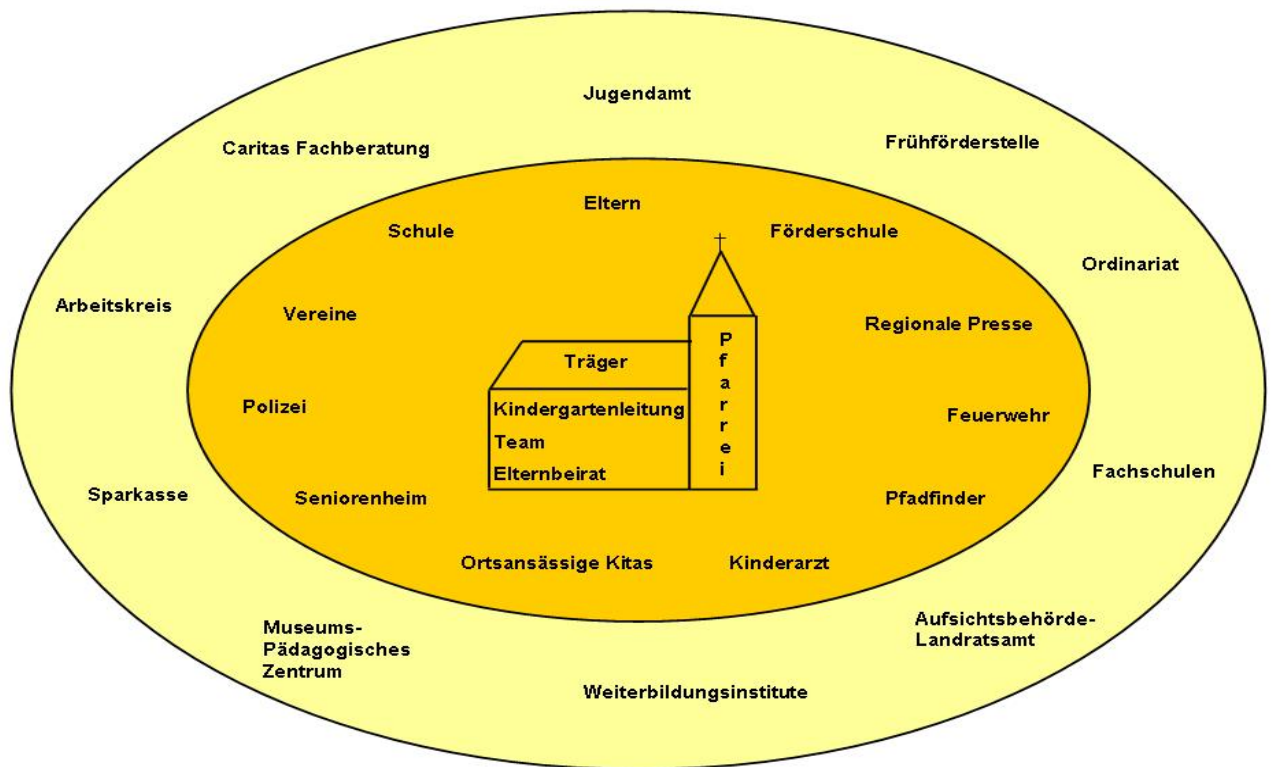 Jugendamt
Caritas Fachberatung
Frühförderstelle
Eltern
Schule
Förderschule
Ordinariat
Arbeitskreis
Vereine
Regionale Presse
Träger
Pfarrei
Polizei
Kindergartenleitung
Feuerwehr
Team
Elternbeirat
Fachschulen
Sparkasse
Seniorenheim
Pfadfinder
Ortsansässige Kitas
Kinderarzt
Museums-
Pädagogisches
Zentrum
Aufsichtsbehörde-
Landratsamt
Weiterbildungsinstitute